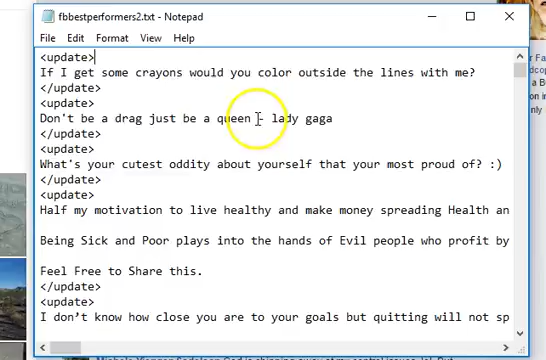 fbbestperformers2.txt - Notepad
File Edit Format View Help
<update>
If I get some crayons would you color outside the lines with me?
</update>
<update>
Don't be a drag just be a queen - lady gaga
</update>
<update>
What's your cutest oddity about yourself that your most proud of? :)
</update>
<update>
Half my motivation to live healthy and make money spreading Health an
Being Sick and Poor plays into the hands of Evil people who profit by
Feel Free to Share this.
</update>
<update>
I don't know how close you are to your goals but quitting will not sp